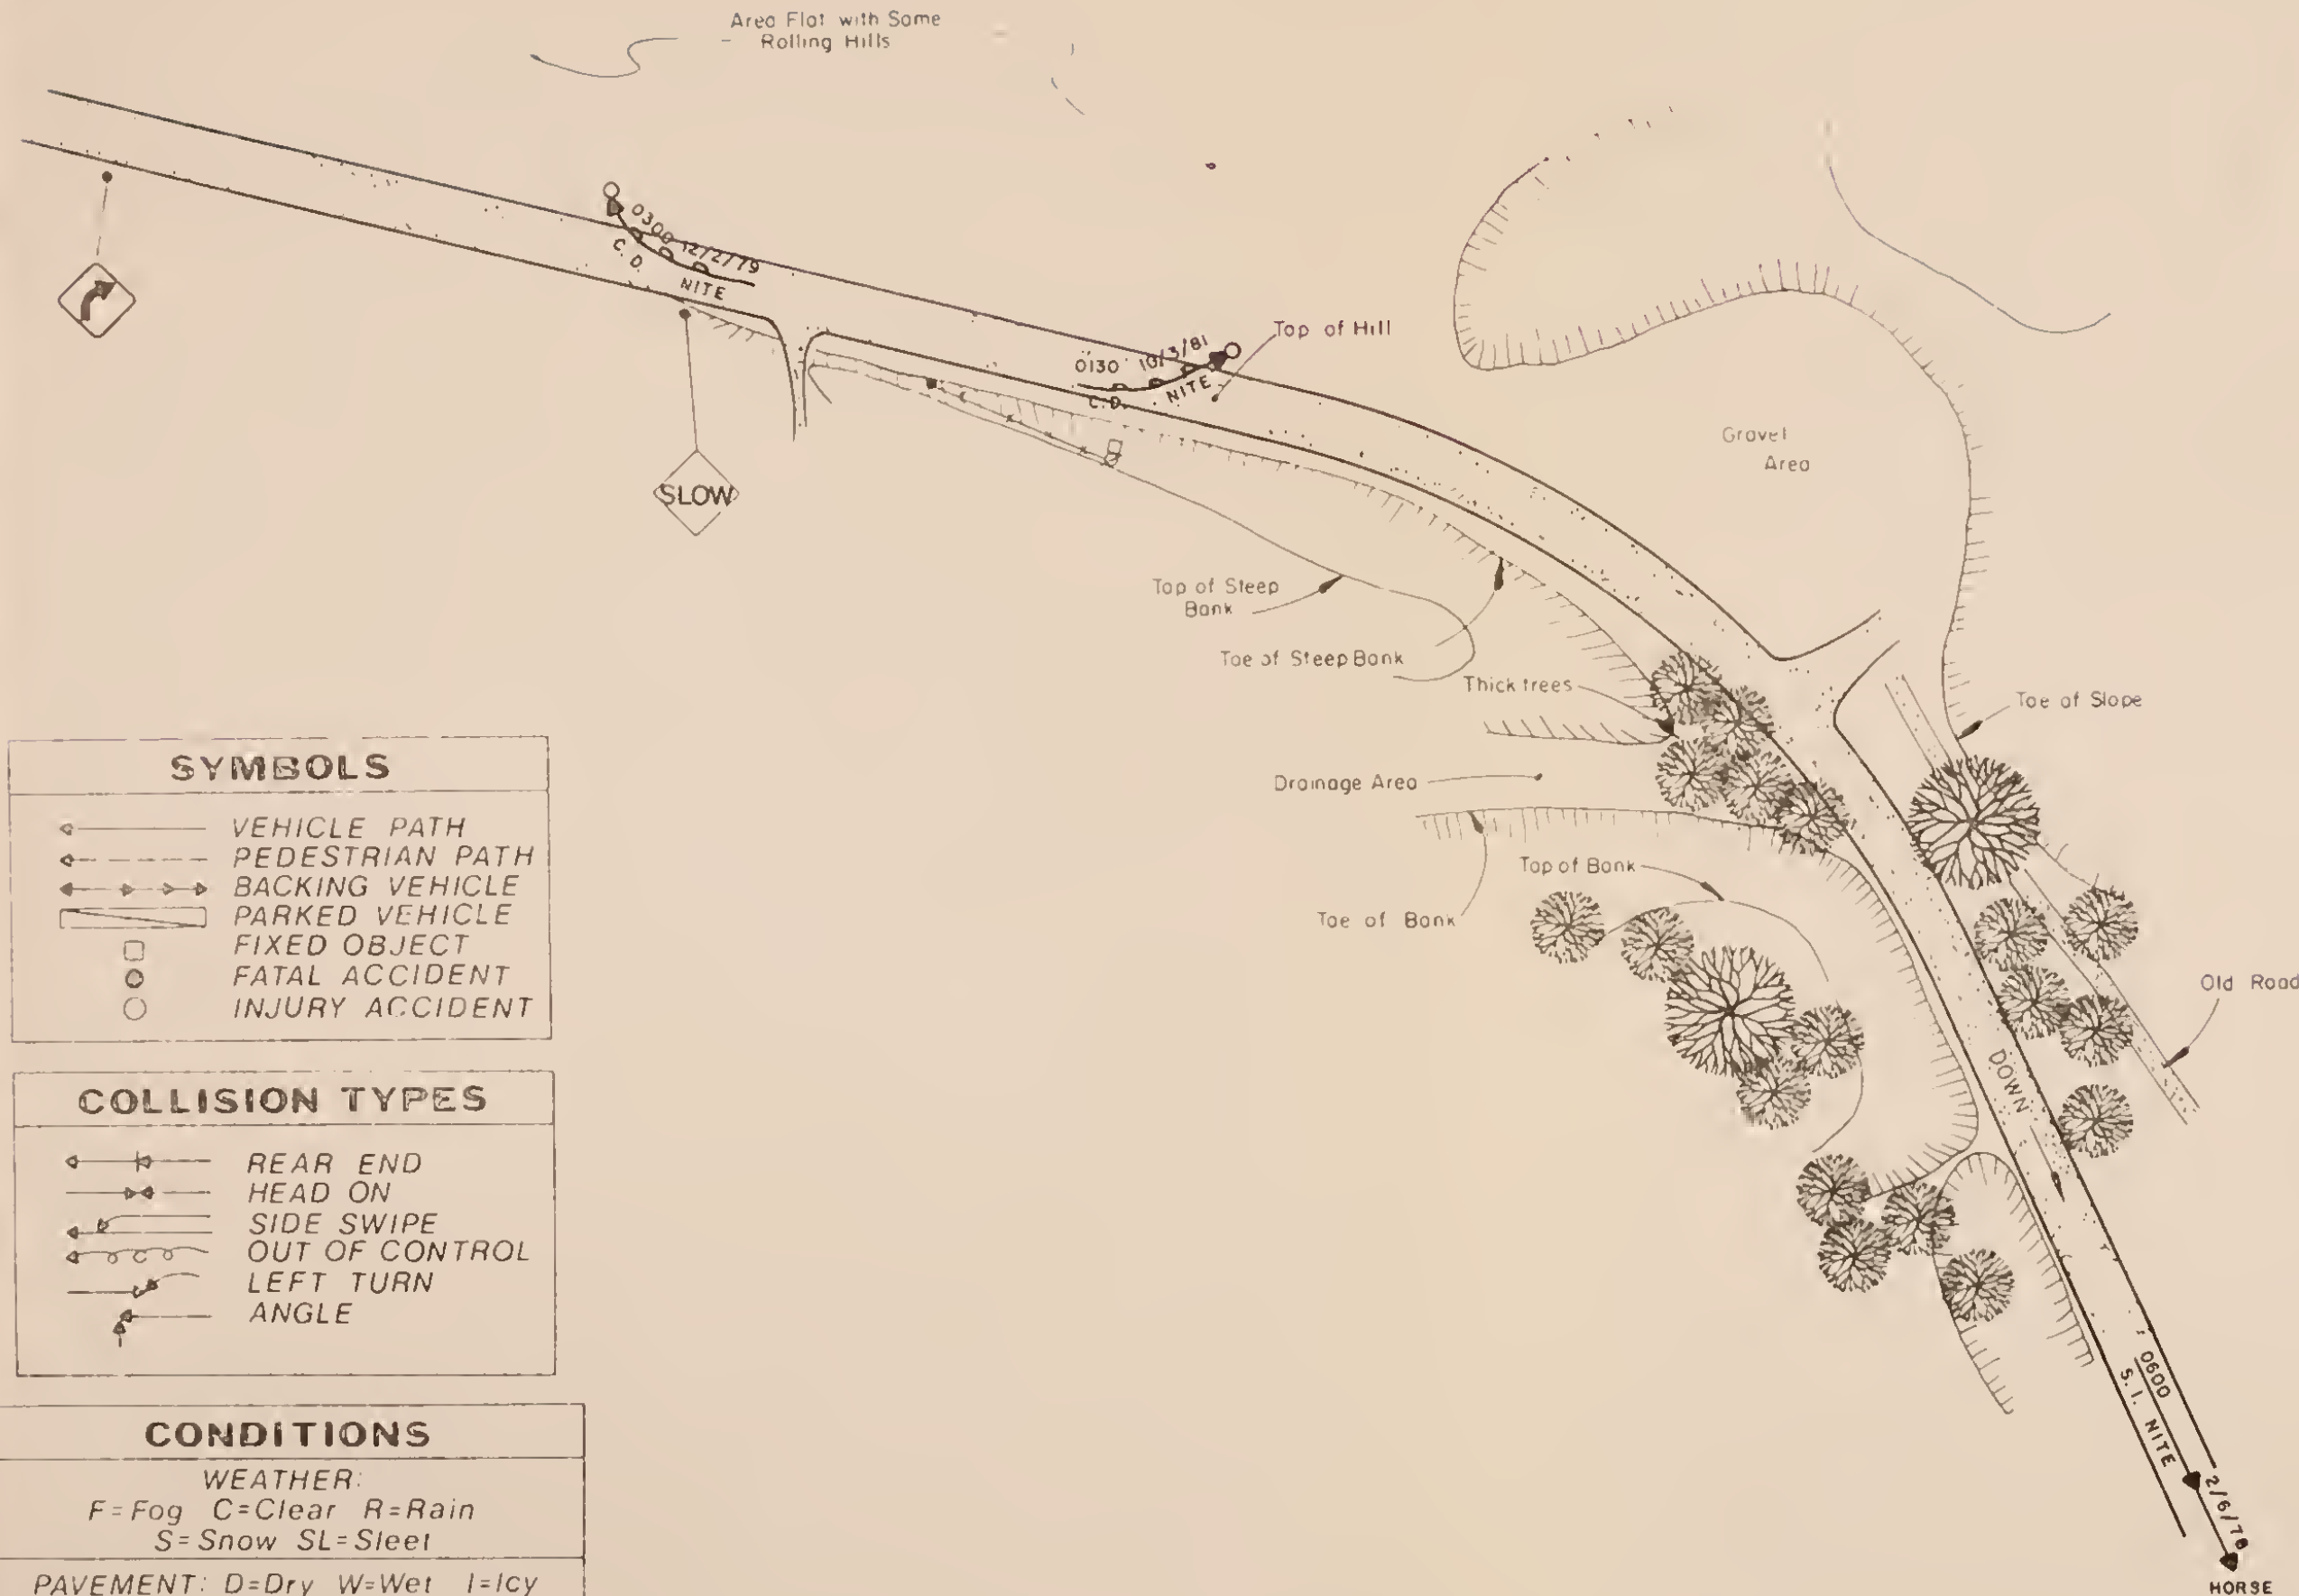 Area Flat with Some
Rolling Hills
0300 12/2/79
C. D.
NITE
Top of Hill
0130 10/3/81
C. D. NITE
SLOW
Gravel
Area
Top of Steep
Bank
Toe of Steep Bank
Thick trees
Toe of Slope
Drainage Area
Top of Bank
Toe of Bank
Old Road
DOWN
0600
S. I. NITE
2/6/78
HORSE
SYMBOLS
VEHICLE PATH
PEDESTRIAN PATH
BACKING VEHICLE
PARKED VEHICLE
FIXED OBJECT
FATAL ACCIDENT
INJURY ACCIDENT
COLLISION TYPES
REAR END
HEAD ON
SIDE SWIPE
OUT OF CONTROL
LEFT TURN
ANGLE
CONDITIONS
WEATHER:
F=Fog C=Clear R=Rain
S=Snow SL=Sleet
PAVEMENT: D=Dry W=Wet I=Icy